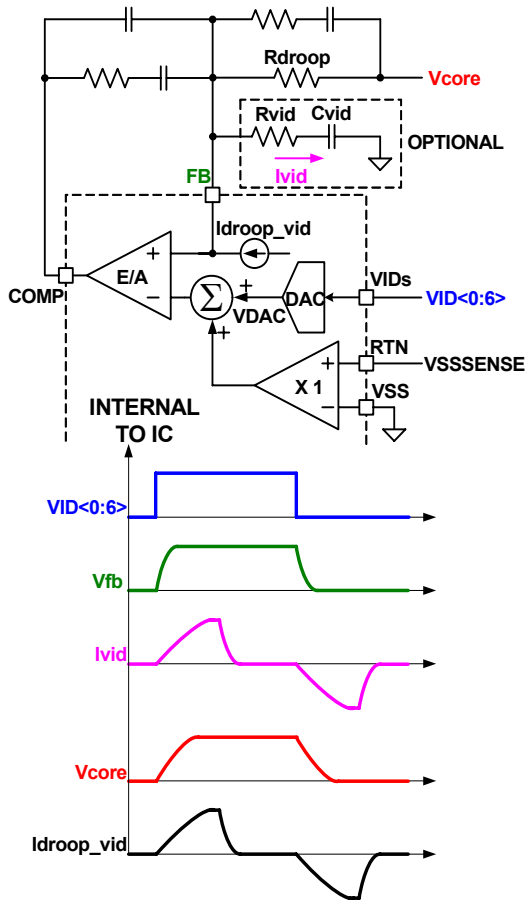 Rdroop
Vcore
Rvid
Cvid
OPTIONAL
Ivid
FB
Idroop_vid
+
E/A
−
COMP
Σ
+
+
VDAC
DAC
VIDs
VID<0:6>
RTN
VSSSENSE
+
X 1
VSS
−
INTERNAL
TO IC
VID<0:6>
Vfb
Ivid
Vcore
Idroop_vid